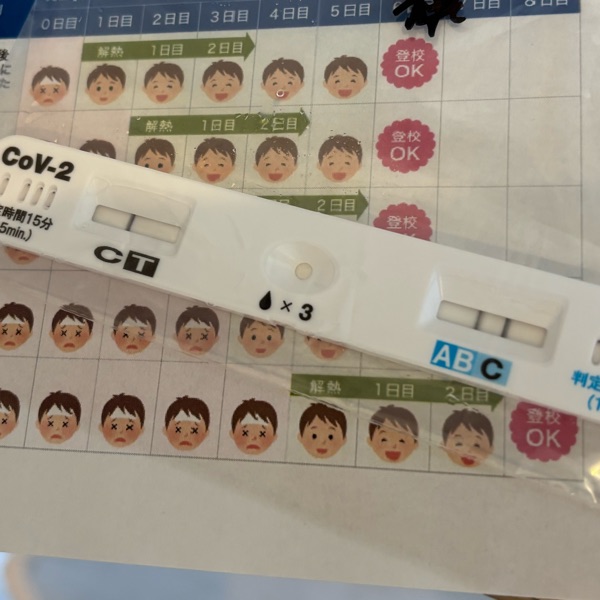 0日目 1日目 2日目 3日目 4日目 5日目 日目 8日目
解熱 1日目 2日目
登校
OK
解熱 1日目 2日目
登校
OK
2日目
登校
CoV-2
時間15分
5min.)
C T
× 3
A B C
判定
解熱 1日目 2日目
登校
OK